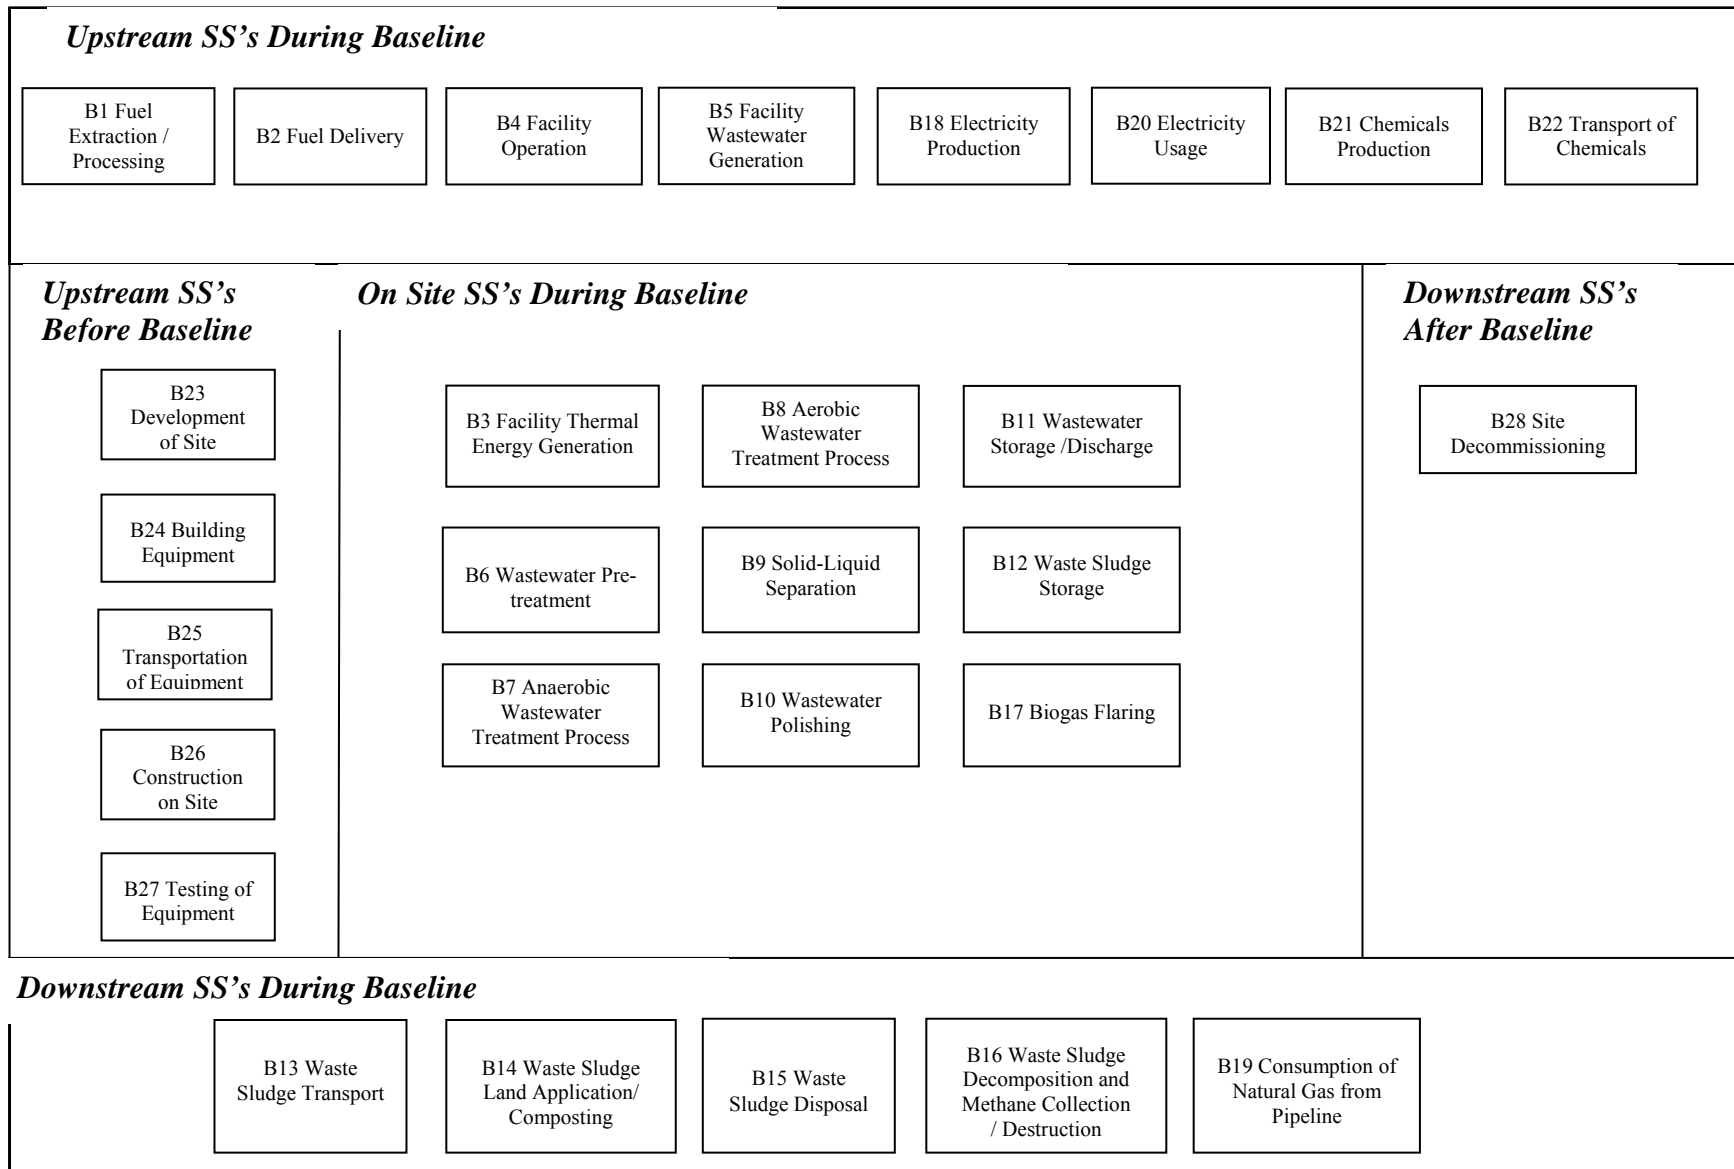 Upstream SS’s During Baseline
B1 Fuel
Extraction /
Processing
B2 Fuel Delivery
B4 Facility
Operation
B5 Facility
Wastewater
Generation
B18 Electricity
Production
B20 Electricity
Usage
B21 Chemicals
Production
B22 Transport of
Chemicals
Upstream SS’s
Before Baseline
B23
Development
of Site
B24 Building
Equipment
B25
Transportation
of Equipment
B26
Construction
on Site
B27 Testing of
Equipment
On Site SS’s During Baseline
B3 Facility Thermal
Energy Generation
B8 Aerobic
Wastewater
Treatment Process
B11 Wastewater
Storage /Discharge
B6 Wastewater Pre-
treatment
B9 Solid-Liquid
Separation
B12 Waste Sludge
Storage
B7 Anaerobic
Wastewater
Treatment Process
B10 Wastewater
Polishing
B17 Biogas Flaring
Downstream SS’s
After Baseline
B28 Site
Decommissioning
Downstream SS’s During Baseline
B13 Waste
Sludge Transport
B14 Waste Sludge
Land Application/
Composting
B15 Waste
Sludge Disposal
B16 Waste Sludge
Decomposition and
Methane Collection
/ Destruction
B19 Consumption of
Natural Gas from
Pipeline